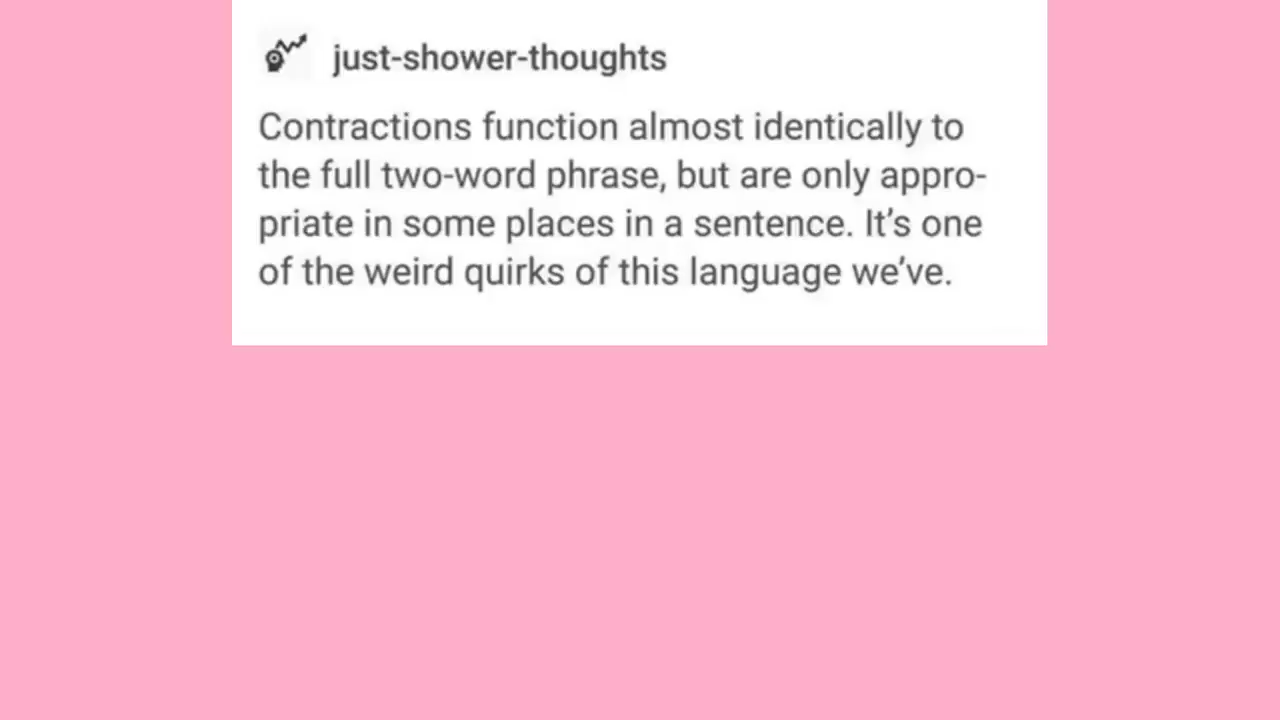 just-shower-thoughts
Contractions function almost identically to
the full two-word phrase, but are only appro-
priate in some places in a sentence. It’s one
of the weird quirks of this language we’ve.